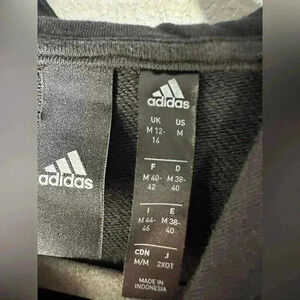 adidas
adidas
UK US
M 12- M
14
F D
M 40- M 38-
42 40
I E
M 44- M 38-
46 40
CDN J
M/M 2XOT
MADE IN
INDONESIA